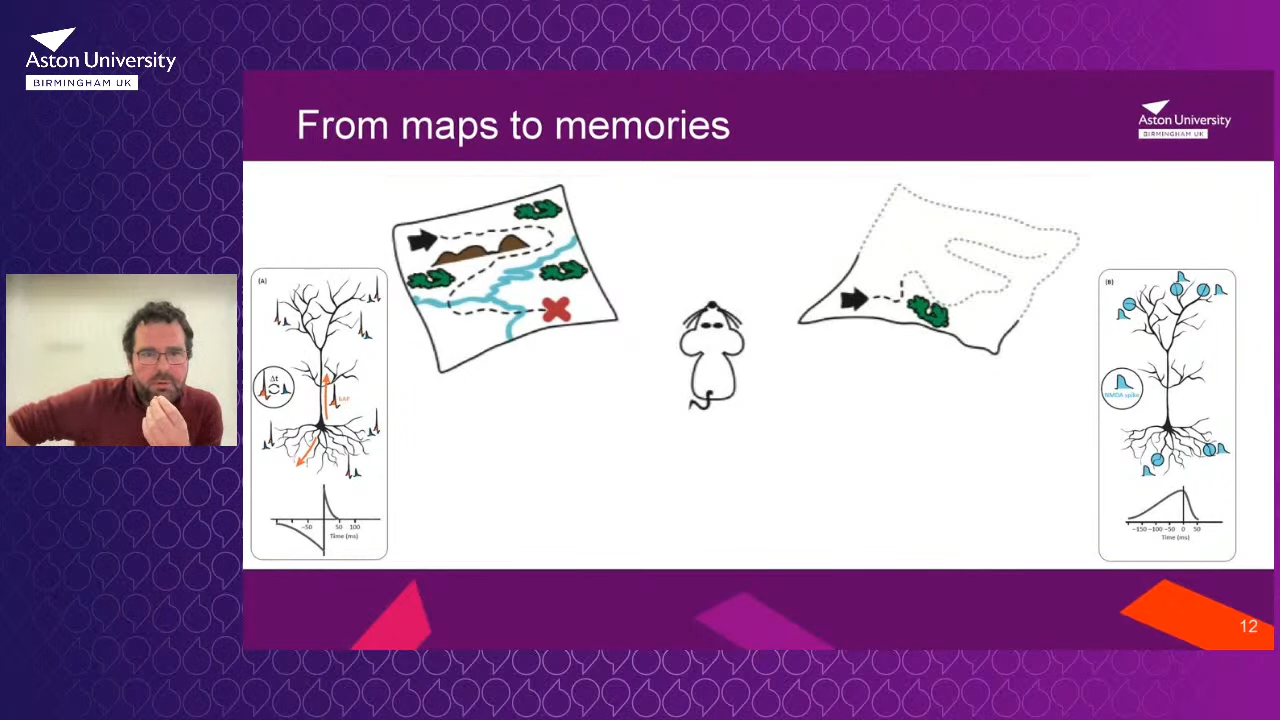 Aston University
BIRMINGHAM UK
From maps to memories
Aston University
BIRMINGHAM UK
(A)
Δt
bAP
-50
50
100
Time (ms)
(B)
NMDA spike
-150
-100
-50
0
50
Time (ms)
12